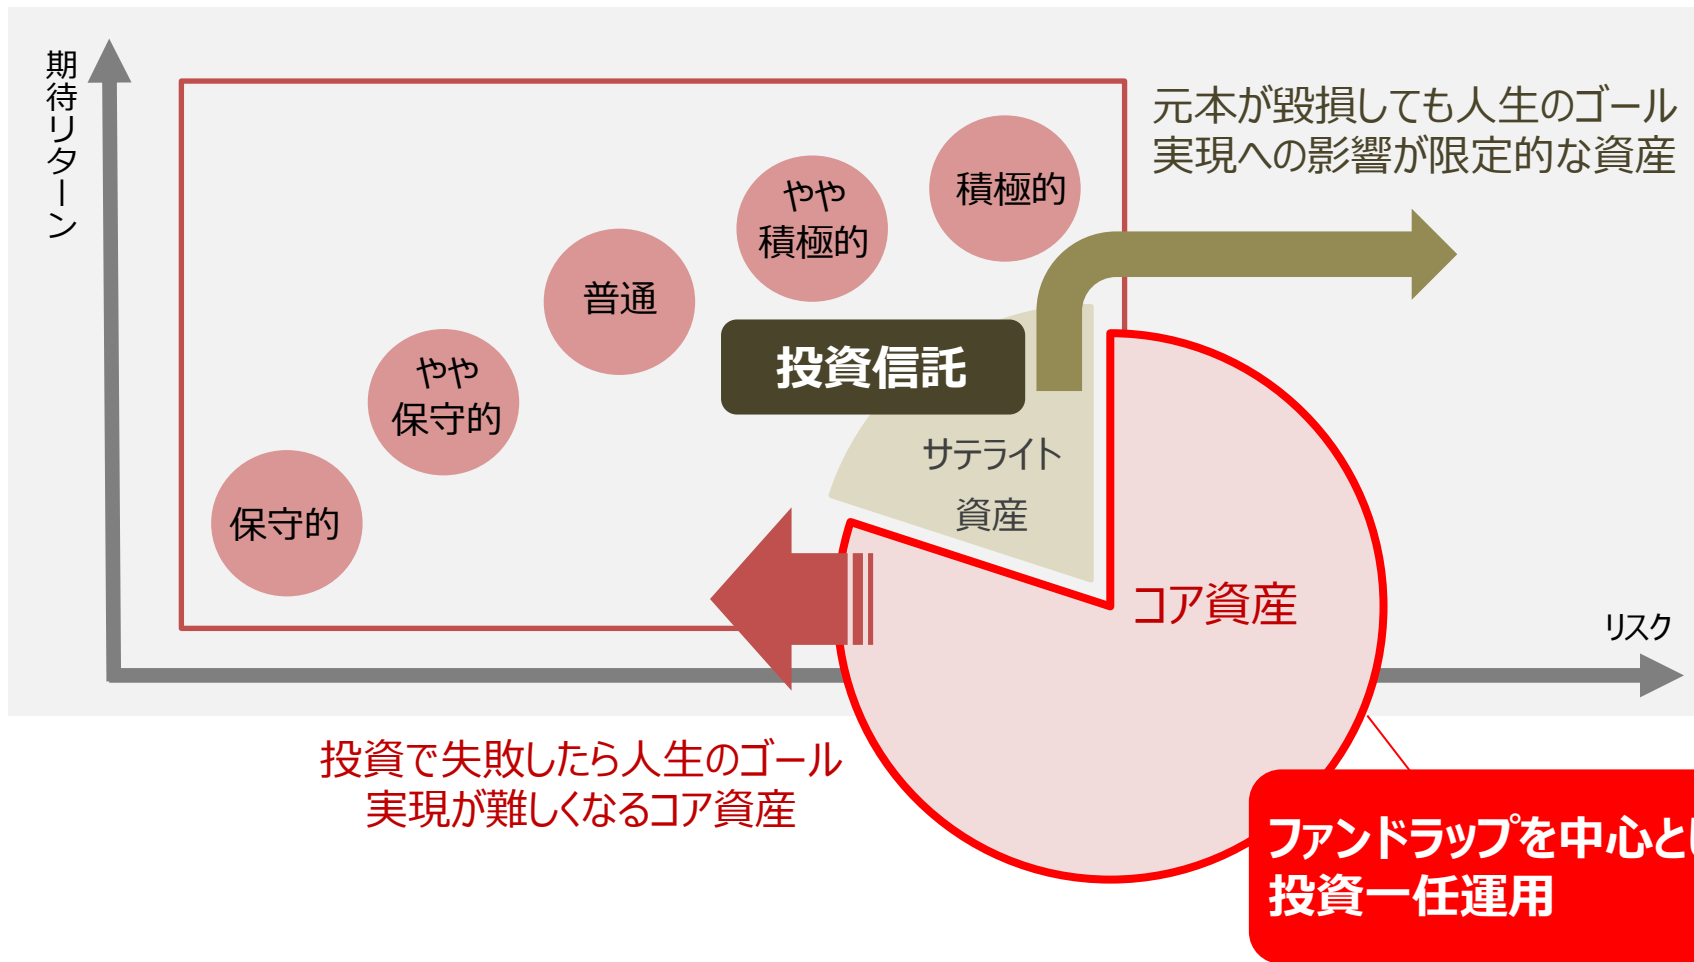 期待リターン
元本が毀損しても人生のゴール
実現への影響が限定的な資産
積極的
やや
積極的
普通
投資信託
やや
保守的
サテライト
資産
保守的
コア資産
リスク
投資で失敗したら人生のゴール
実現が難しくなるコア資産
ファンドラップを中心とし
投資一任運用